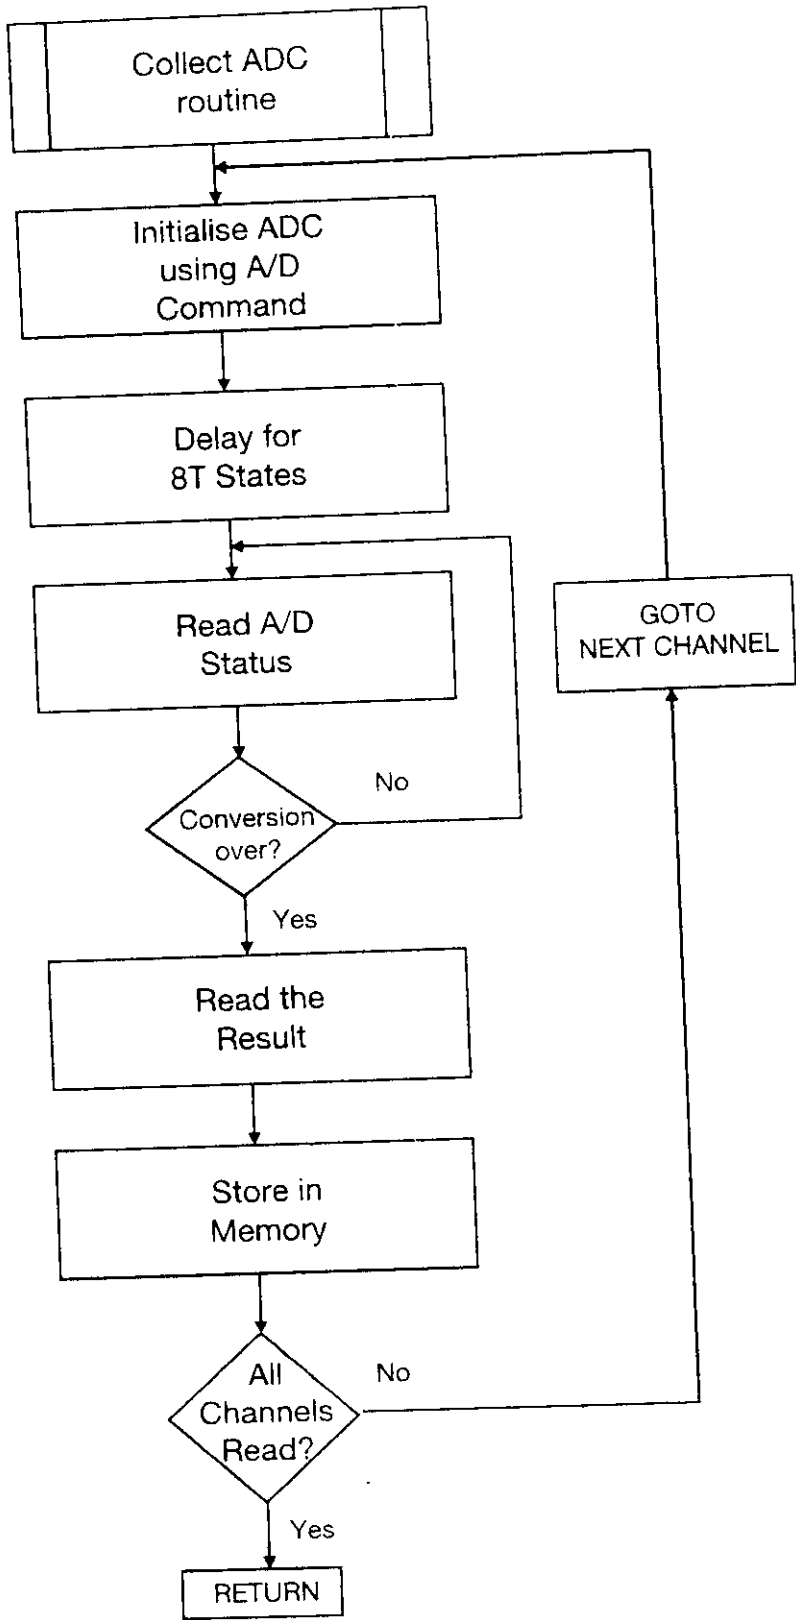 Collect ADC
routine
Initialise ADC
using A/D
Command
Delay for
8T States
Read A/D
Status
GOTO
NEXT CHANNEL
No
Conversion
over?
Yes
Read the
Result
Store in
Memory
All
Channels
Read?
No
Yes
RETURN